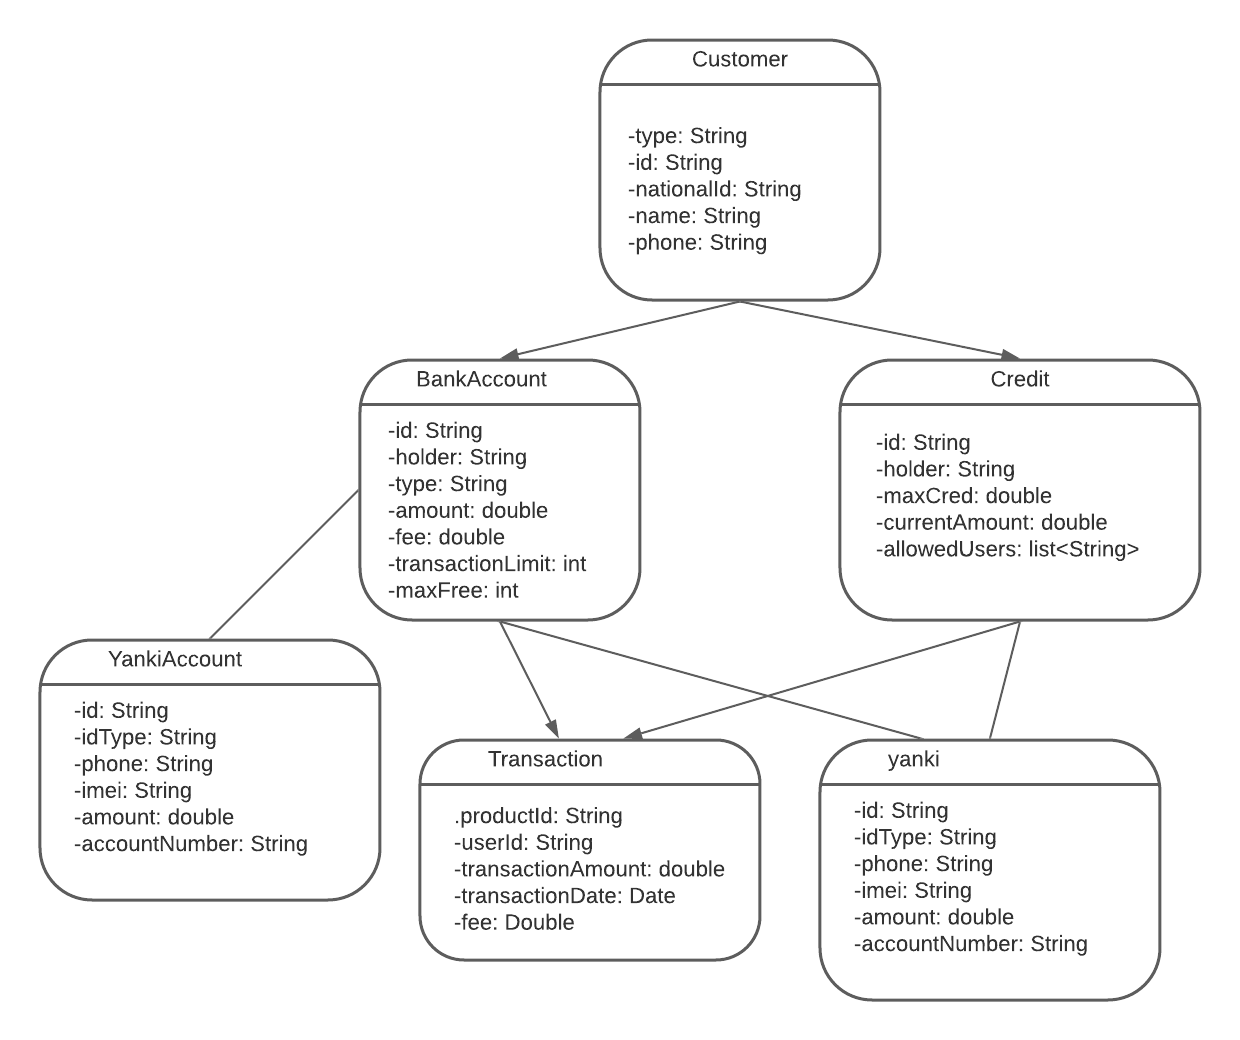 Customer
-type: String
-id: String
-nationalId: String
-name: String
-phone: String
BankAccount
-id: String
-holder: String
-type: String
-amount: double
-fee: double
-transactionLimit: int
-maxFree: int
Credit
-id: String
-holder: String
-maxCred: double
-currentAmount: double
-allowedUsers: list<String>
YankiAccount
-id: String
-idType: String
-phone: String
-imei: String
-amount: double
-accountNumber: String
Transaction
.productId: String
-userId: String
-transactionAmount: double
-transactionDate: Date
-fee: Double
yanki
-id: String
-idType: String
-phone: String
-imei: String
-amount: double
-accountNumber: String